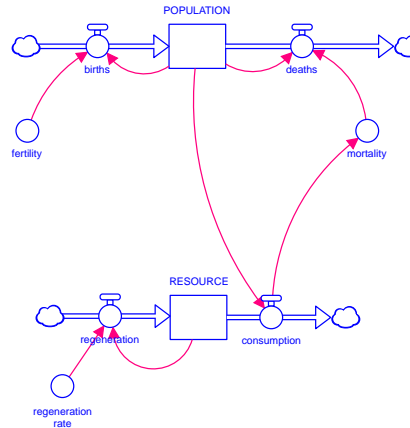 POPULATION
births
deaths
fertility
mortality
RESOURCE
regeneration
consumption
regeneration
rate